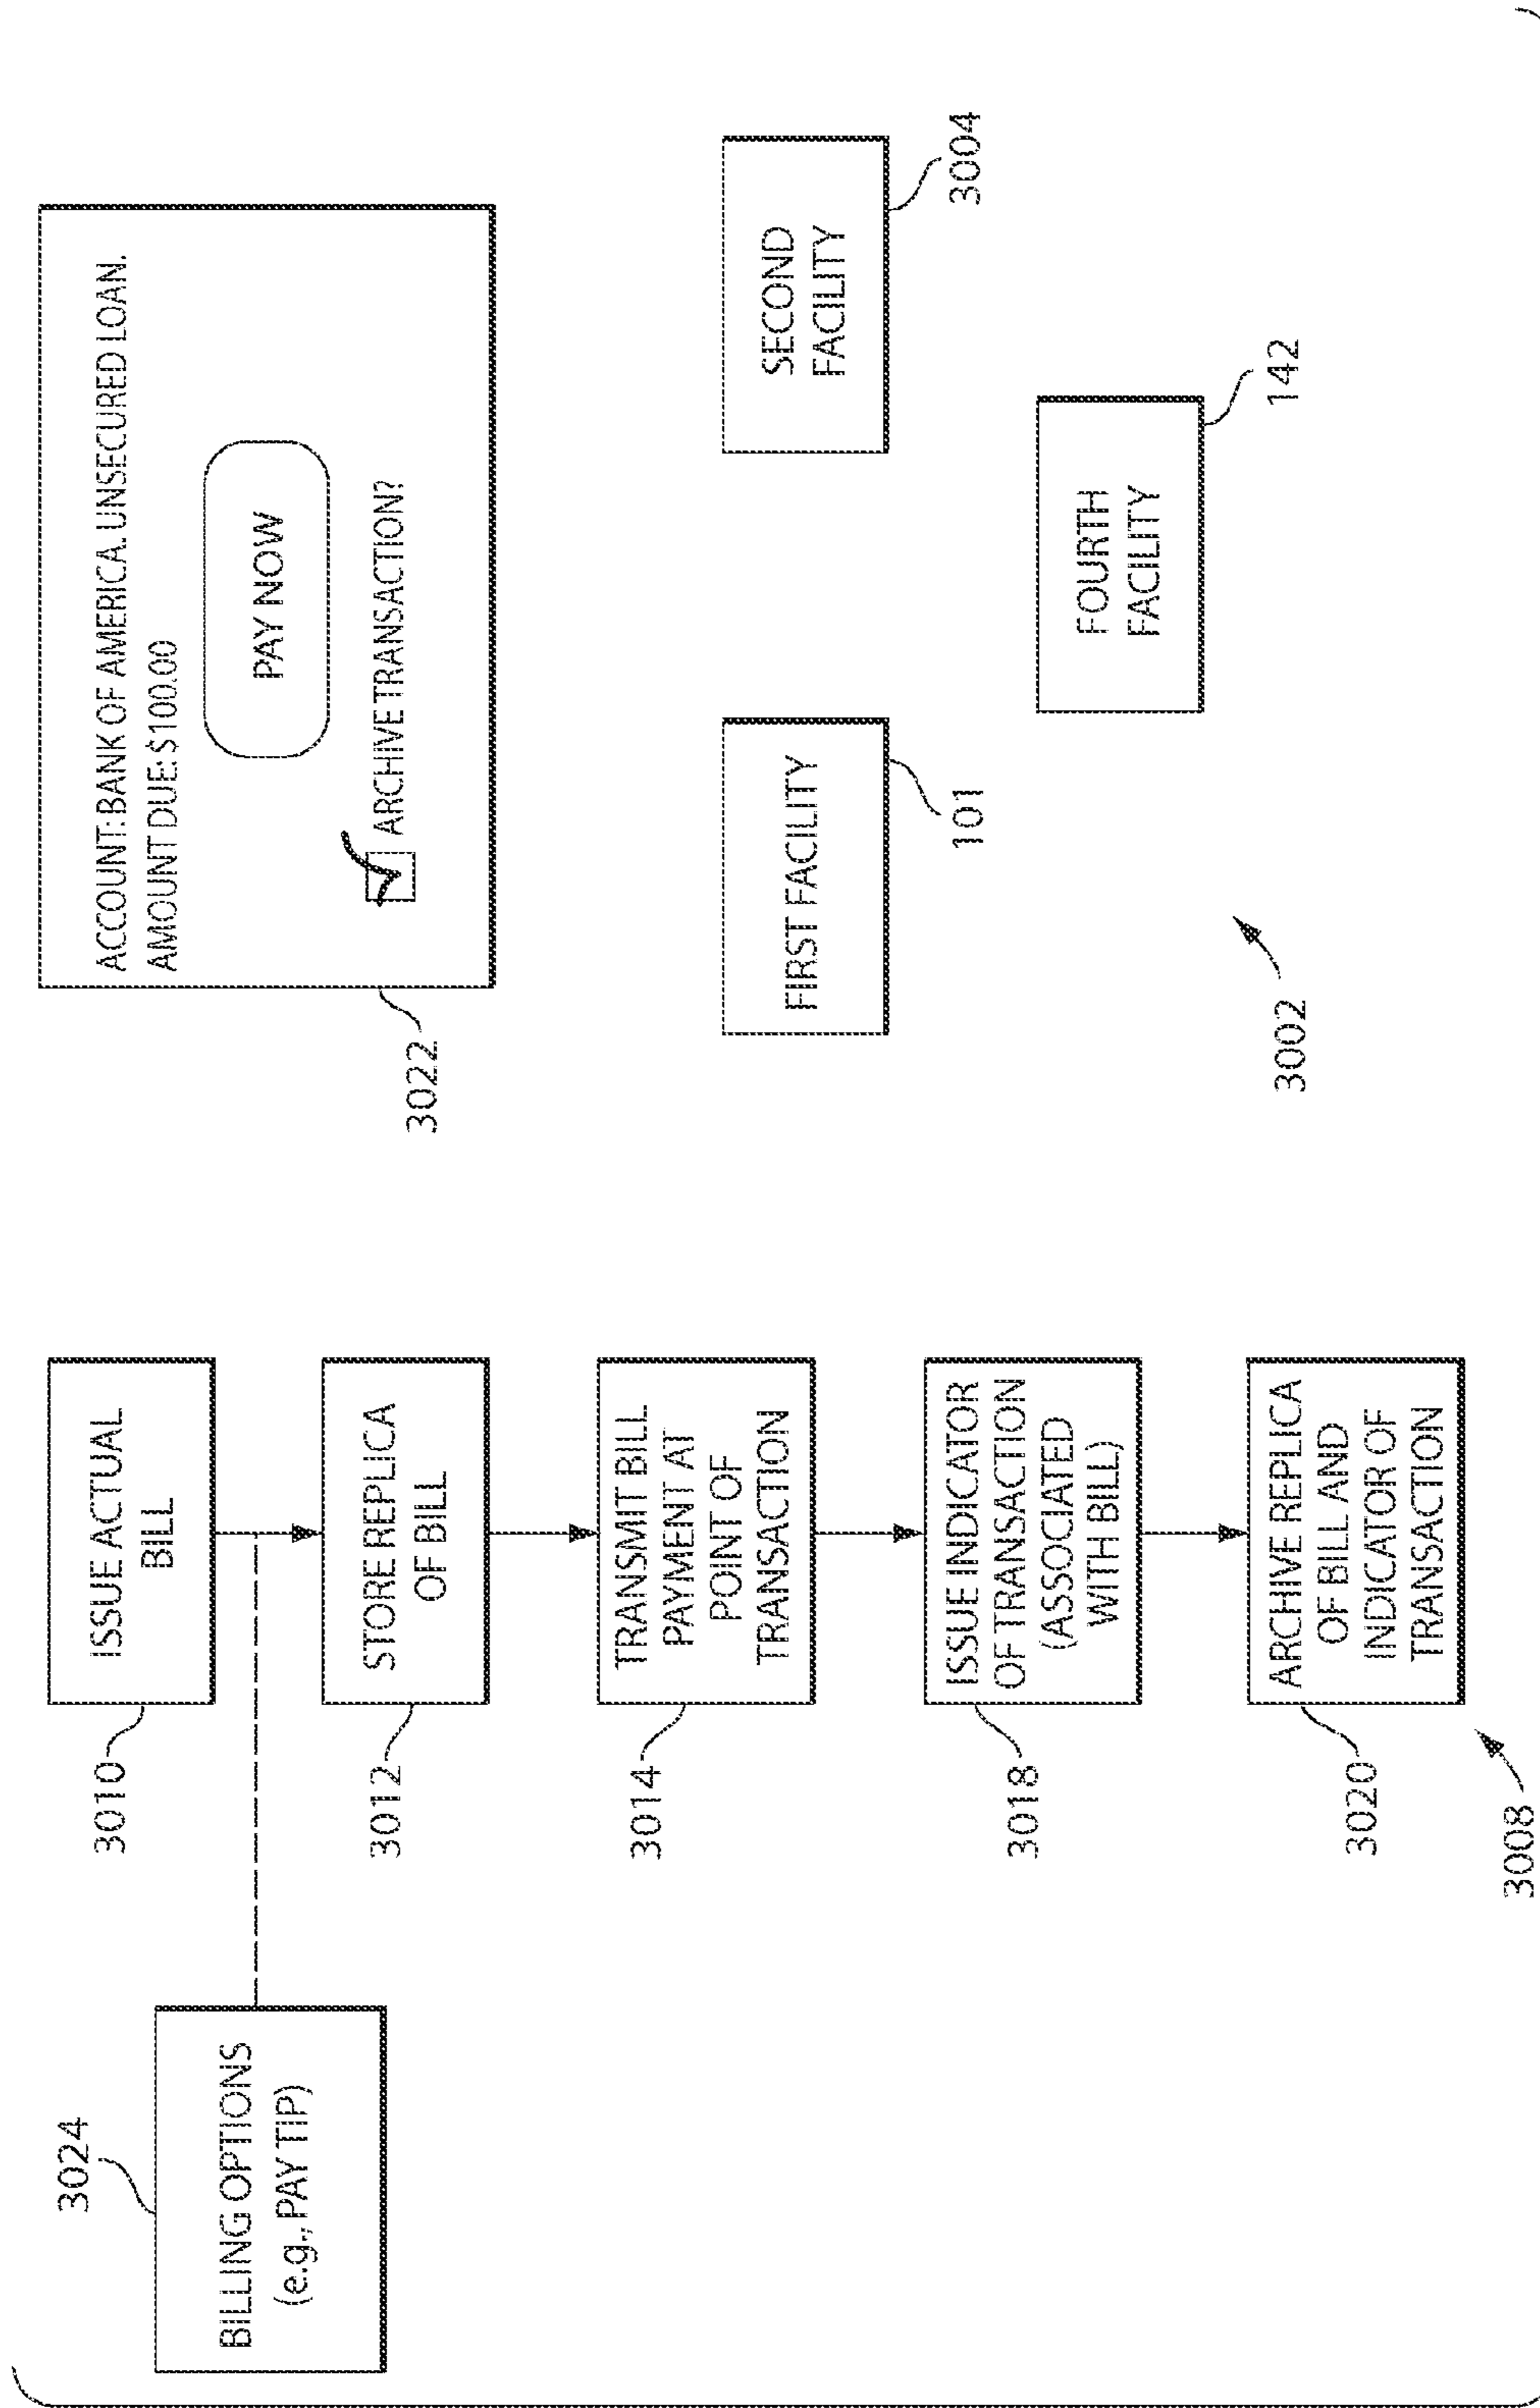 3024
BILLING OPTIONS
(e.g., PAY TIP)
3010
ISSUE ACTUAL
BILL
3012
STORE REPLICA
OF BILL
3014
TRANSMIT BILL
PAYMENT AT
POINT OF
TRANSACTION
3018
ISSUE INDICATOR
OF TRANSACTION
(ASSOCIATED
WITH BILL)
3020
ARCHIVE REPLICA
OF BILL AND
INDICATOR OF
TRANSACTION
3008
3022
ACCOUNT: BANK OF AMERICA. UNSECURED LOAN.
AMOUNT DUE: $100.00
PAY NOW
ARCHIVE TRANSACTION?
FIRST FACILITY
101
SECOND
FACILITY
3004
FOURTH
FACILITY
142
3002